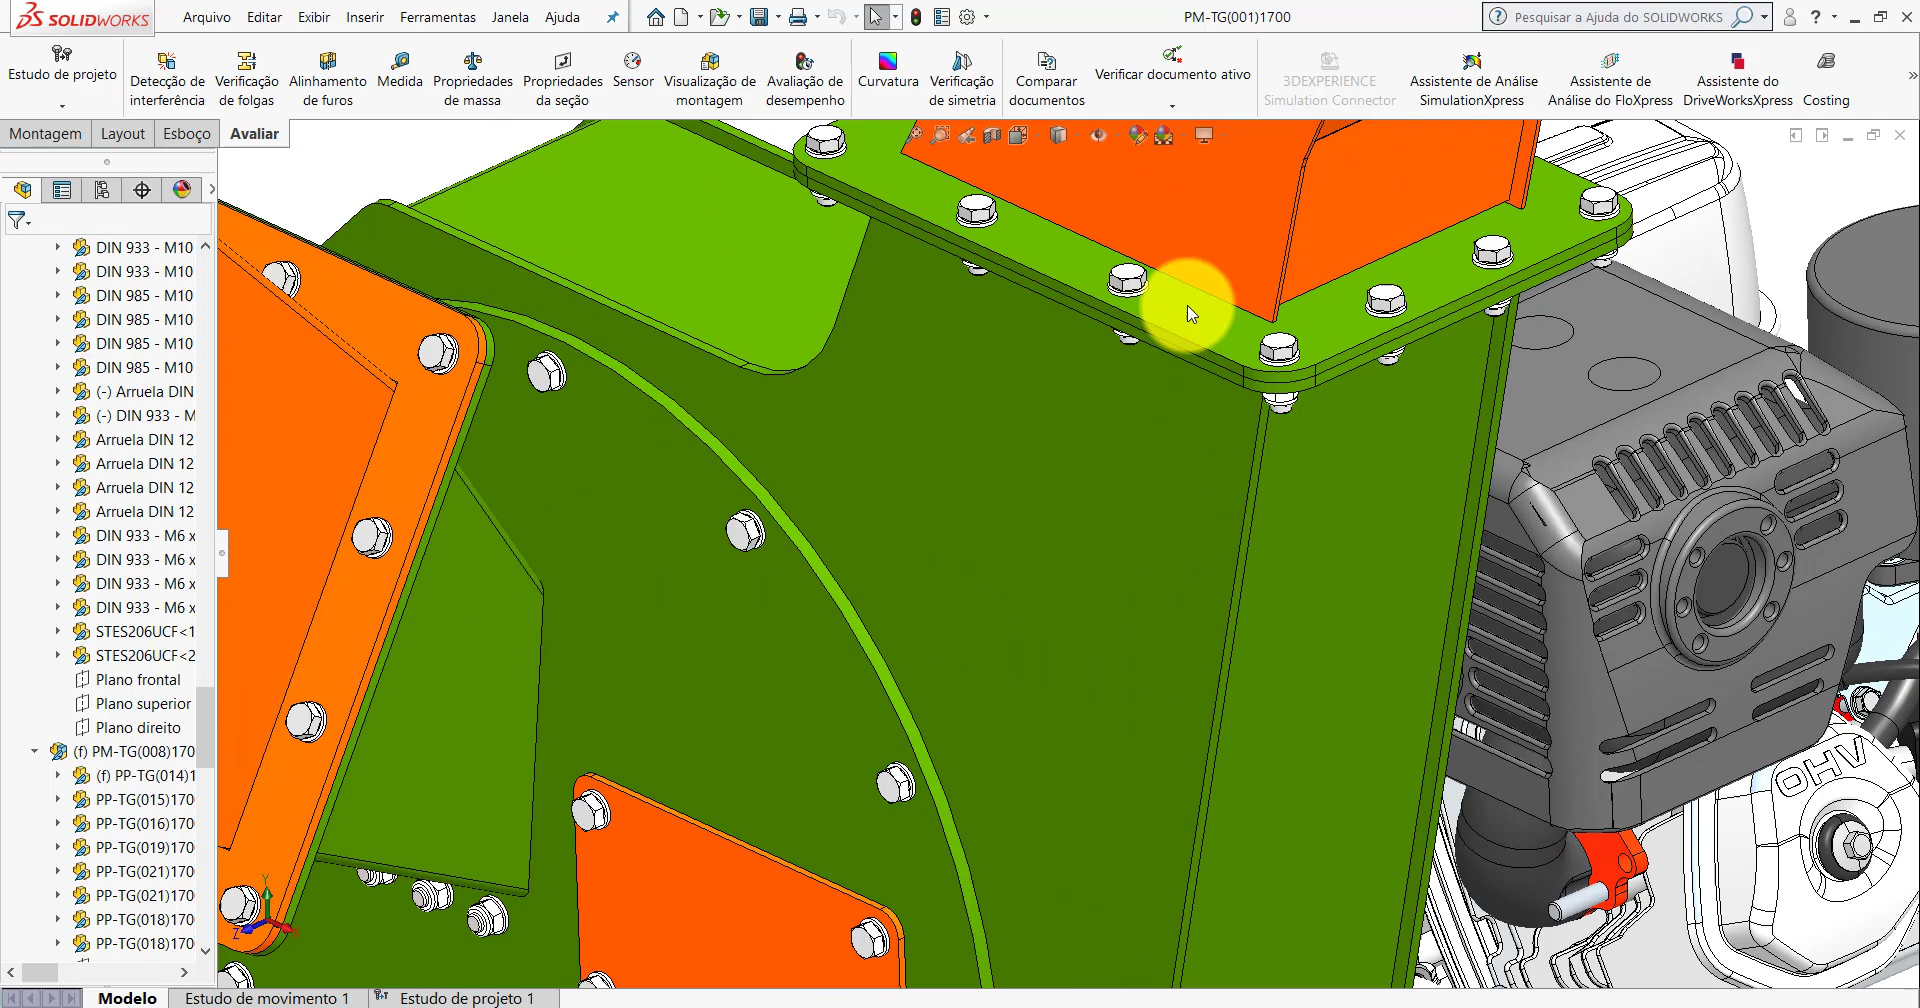 SOLIDWORKS
Arquivo Editar Exibir Inserir Ferramentas Janela Ajuda
PM-TG(001)1700
Pesquisar a Ajuda do SOLIDWORKS
Estudo de projeto
Detecção de interferência
Verificação de folgas
Alinhamento de furos
Medida
Propriedades de massa
Propriedades da seção
Sensor
Visualização de montagem
Avaliação de desempenho
Curvatura
Verificação de simetria
Comparar documentos
Verificar documento ativo
3DEXPERIENCE Simulation Connector
Assistente de Análise SimulationXpress
Assistente de Análise do FloXpress
Assistente do DriveWorksXpress
Costing
Montagem Layout Esboço Avaliar
DIN 933 - M10
DIN 933 - M10
DIN 985 - M10
DIN 985 - M10
DIN 985 - M10
DIN 985 - M10
(-) Arruela DIN
(-) DIN 933 - M
Arruela DIN 12
Arruela DIN 12
Arruela DIN 12
Arruela DIN 12
DIN 933 - M6 x
DIN 933 - M6 x
DIN 933 - M6 x
DIN 933 - M6 x
STES206UCF<1
STES206UCF<2
Plano frontal
Plano superior
Plano direito
(f) PM-TG(008)170
(f) PP-TG(014)1
PP-TG(015)170
PP-TG(016)170
PP-TG(019)170
PP-TG(021)170
PP-TG(021)170
PP-TG(018)170
PP-TG(018)170
Y
Z
X
OHV
Modelo Estudo de movimento 1 Estudo de projeto 1